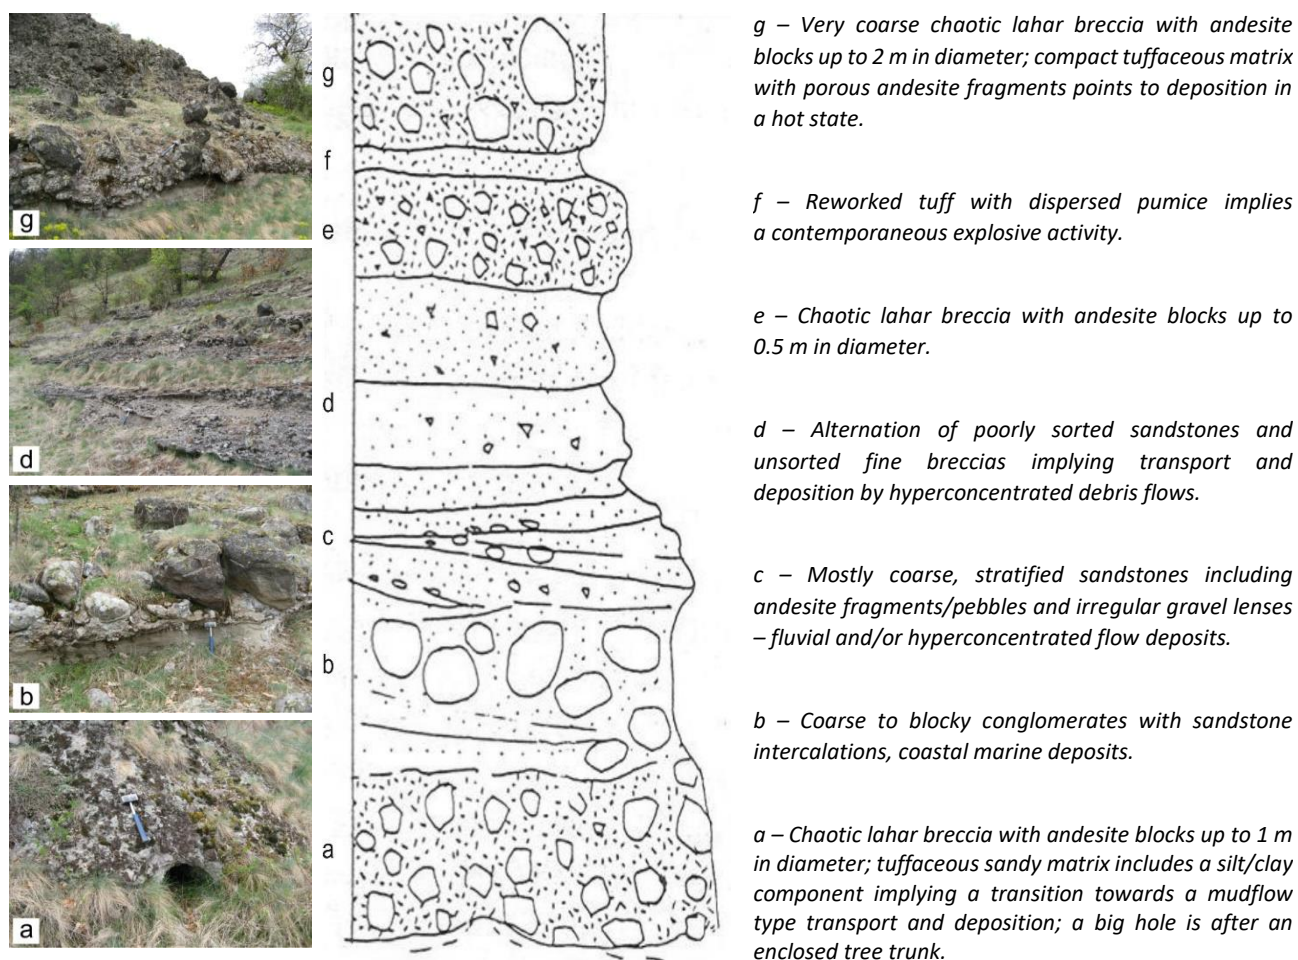 g
d
b
a
g
f
e
d
c
b
a
g – Very coarse chaotic lahar breccia with andesite
blocks up to 2 m in diameter; compact tuffaceous matrix
with porous andesite fragments points to deposition in
a hot state.
f – Reworked tuff with dispersed pumice implies
a contemporaneous explosive activity.
e – Chaotic lahar breccia with andesite blocks up to
0.5 m in diameter.
d – Alternation of poorly sorted sandstones and
unsorted fine breccias implying transport and
deposition by hyperconcentrated debris flows.
c – Mostly coarse, stratified sandstones including
andesite fragments/pebbles and irregular gravel lenses
– fluvial and/or hyperconcentrated flow deposits.
b – Coarse to blocky conglomerates with sandstone
intercalations, coastal marine deposits.
a – Chaotic lahar breccia with andesite blocks up to 1 m
in diameter; tuffaceous sandy matrix includes a silt/clay
component implying a transition towards a mudflow
type transport and deposition; a big hole is after an
enclosed tree trunk.